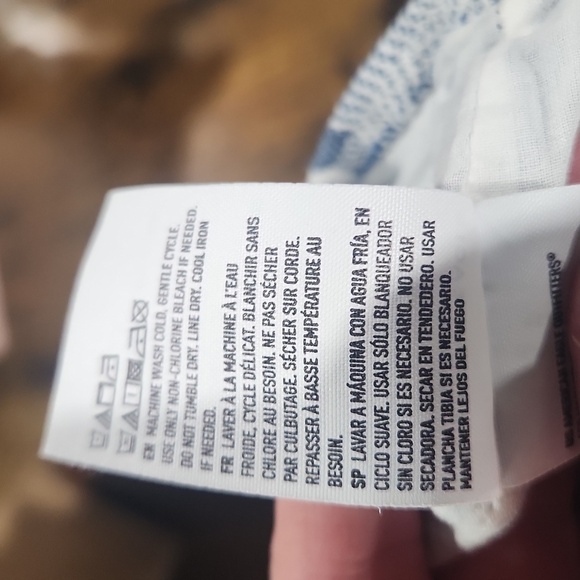 EN MACHINE WASH COLD, GENTLE CYCLE.
USE ONLY NON-CHLORINE BLEACH IF NEEDED.
DO NOT TUMBLE DRY. LINE DRY. COOL IRON
IF NEEDED.
FR LAVER À LA MACHINE À L'EAU
FROIDE, CYCLE DÉLICAT. BLANCHIR SANS
CHLORE AU BESOIN. NE PAS SÉCHER
PAR CULBUTAGE. SÉCHER SUR CORDE.
REPASSER À BASSE TEMPÉRATURE AU
BESOIN.
SP LAVAR A MÁQUINA CON AGUA FRÍA, EN
CICLO SUAVE. USAR SÓLO BLANQUEADOR
SIN CLORO SI ES NECESARIO. NO USAR
SECADORA. SECAR EN TENDEDERO. USAR
PLANCHA TIBIA SI ES NECESARIO.
MANTENER LEJOS DEL FUEGO
OUTFITTERS®